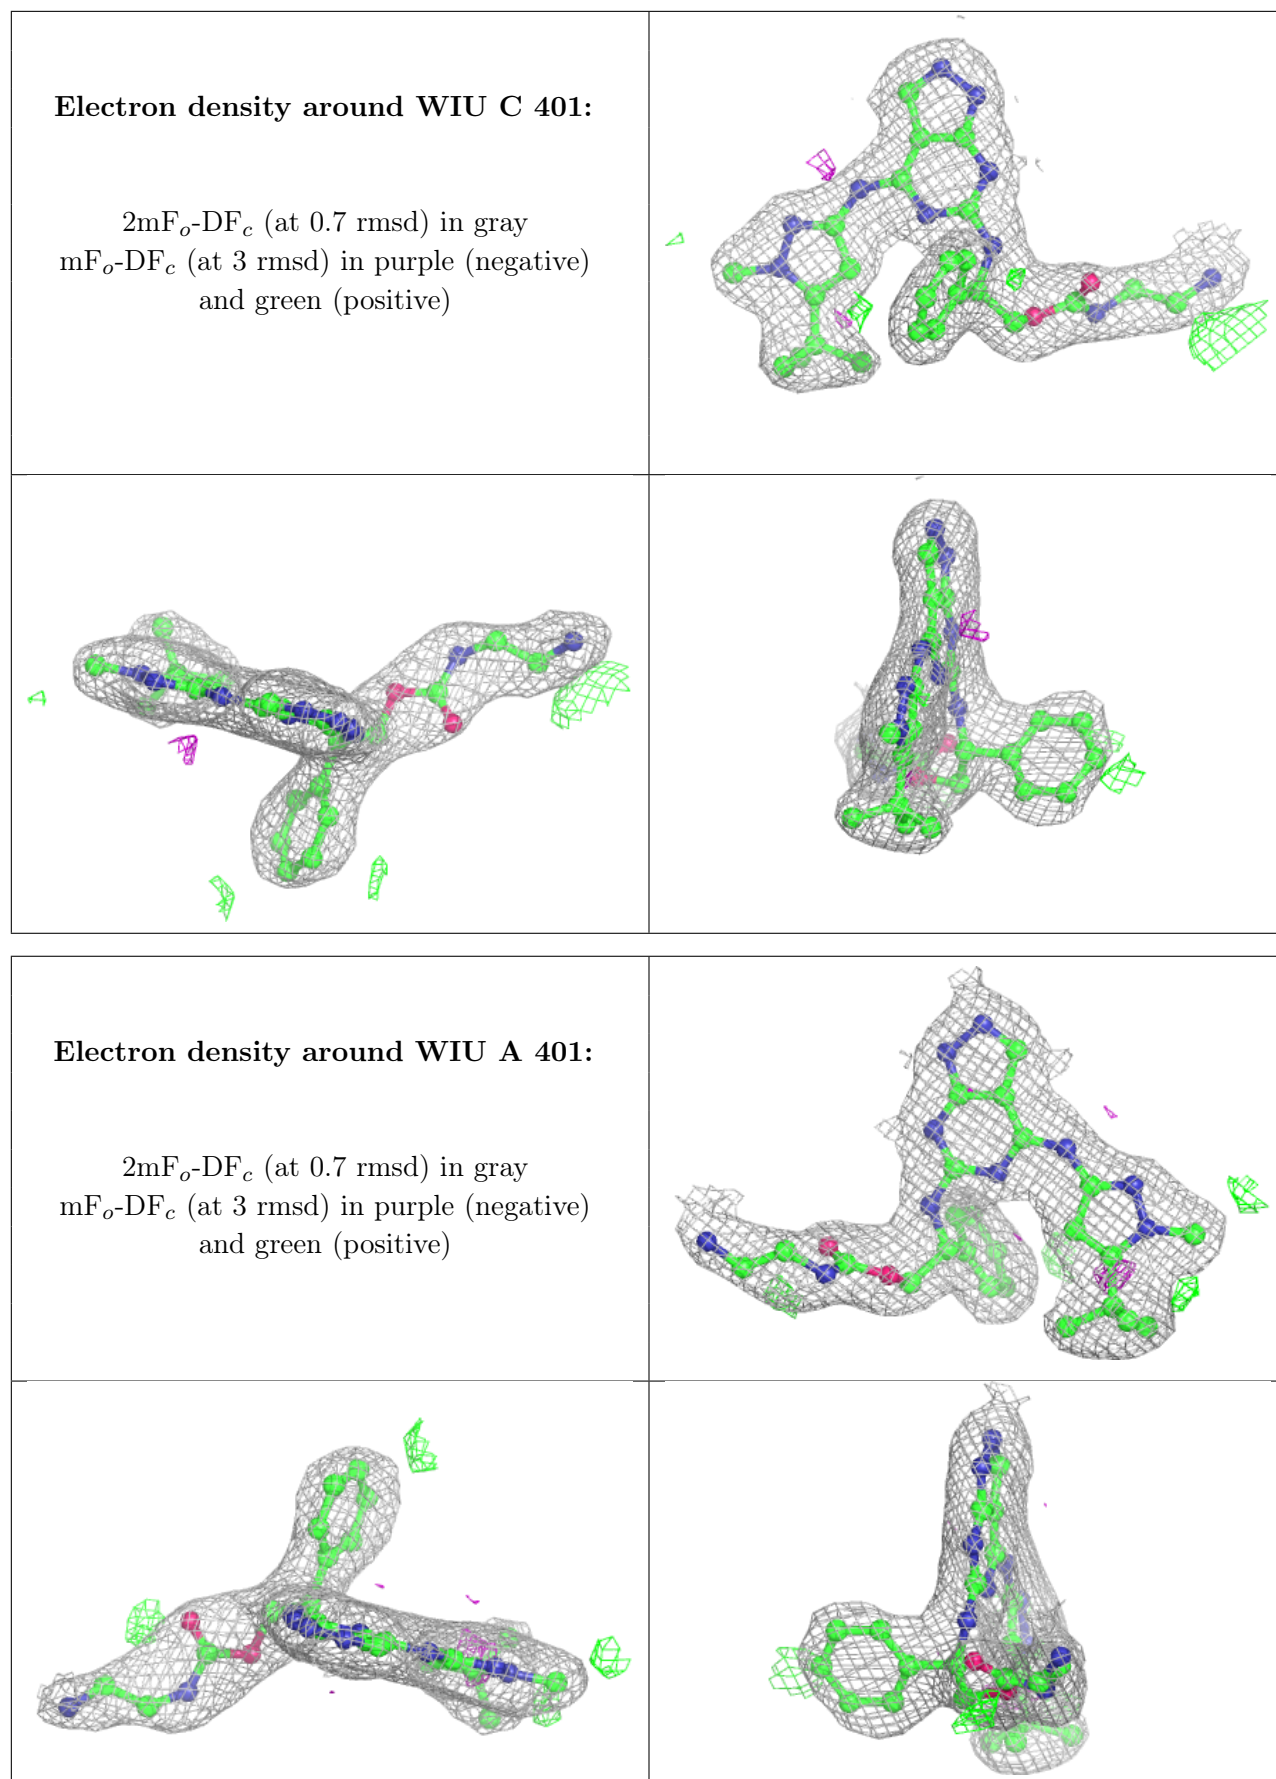 Electron density around WIU C 401:
2mFo-DFc (at 0.7 rmsd) in gray
mFo-DFc (at 3 rmsd) in purple (negative)
and green (positive)
Electron density around WIU A 401:
2mFo-DFc (at 0.7 rmsd) in gray
mFo-DFc (at 3 rmsd) in purple (negative)
and green (positive)